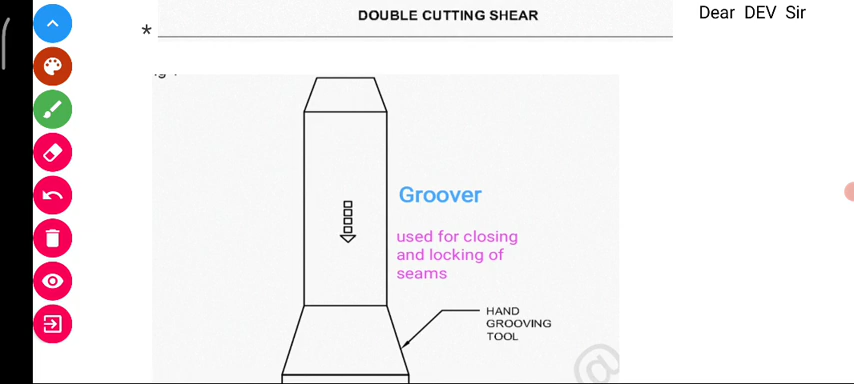 DOUBLE CUTTING SHEAR
Dear DEV Sir
*
Groover
used for closing
and locking of
seams
HAND
GROOVING
TOOL
@